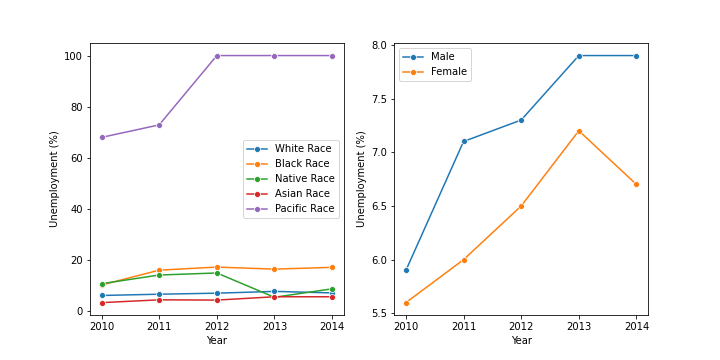 100
80
60
40
20
0
Unemployment (%)
White Race
Black Race
Native Race
Asian Race
Pacific Race
2010 2011 2012 2013 2014
Year
8.0
7.5
7.0
6.5
6.0
5.5
Unemployment (%)
Male
Female
2010 2011 2012 2013 2014
Year